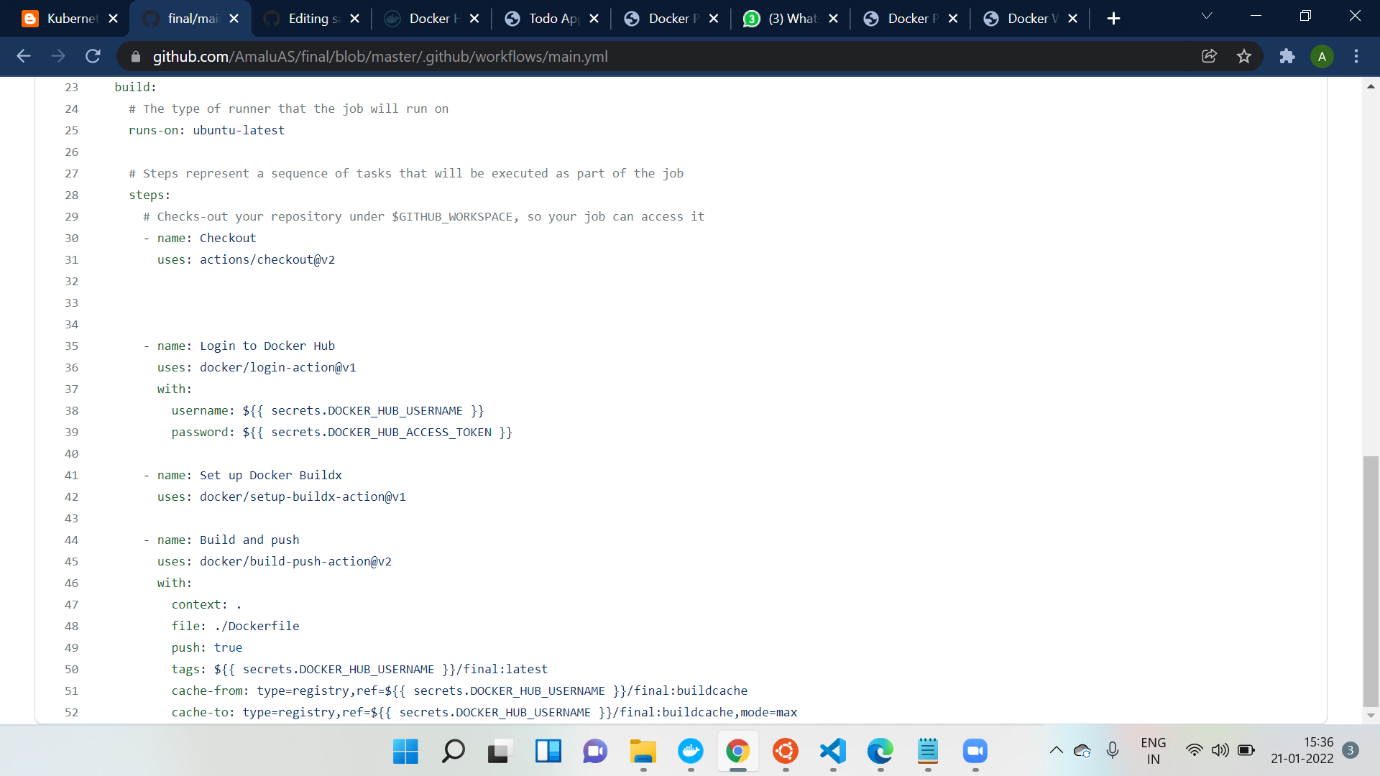 Kubernet
final/mai
Editing sa
Docker H
Todo App
Docker P
(3) What
Docker P
Docker V
github.com/AmaluAS/final/blob/master/.github/workflows/main.yml
A
23 build:
24 # The type of runner that the job will run on
25 runs-on: ubuntu-latest
26
27 # Steps represent a sequence of tasks that will be executed as part of the job
28 steps:
29 # Checks-out your repository under $GITHUB_WORKSPACE, so your job can access it
30 - name: Checkout
31 uses: actions/checkout@v2
32
33
34
35 - name: Login to Docker Hub
36 uses: docker/login-action@v1
37 with:
38 username: ${{ secrets.DOCKER_HUB_USERNAME }}
39 password: ${{ secrets.DOCKER_HUB_ACCESS_TOKEN }}
40
41 - name: Set up Docker Buildx
42 uses: docker/setup-buildx-action@v1
43
44 - name: Build and push
45 uses: docker/build-push-action@v2
46 with:
47 context: .
48 file: ./Dockerfile
49 push: true
50 tags: ${{ secrets.DOCKER_HUB_USERNAME }}/final:latest
51 cache-from: type=registry,ref=${{ secrets.DOCKER_HUB_USERNAME }}/final:buildcache
52 cache-to: type=registry,ref=${{ secrets.DOCKER_HUB_USERNAME }}/final:buildcache,mode=max
ENG
IN
15:36
21-01-2022
3